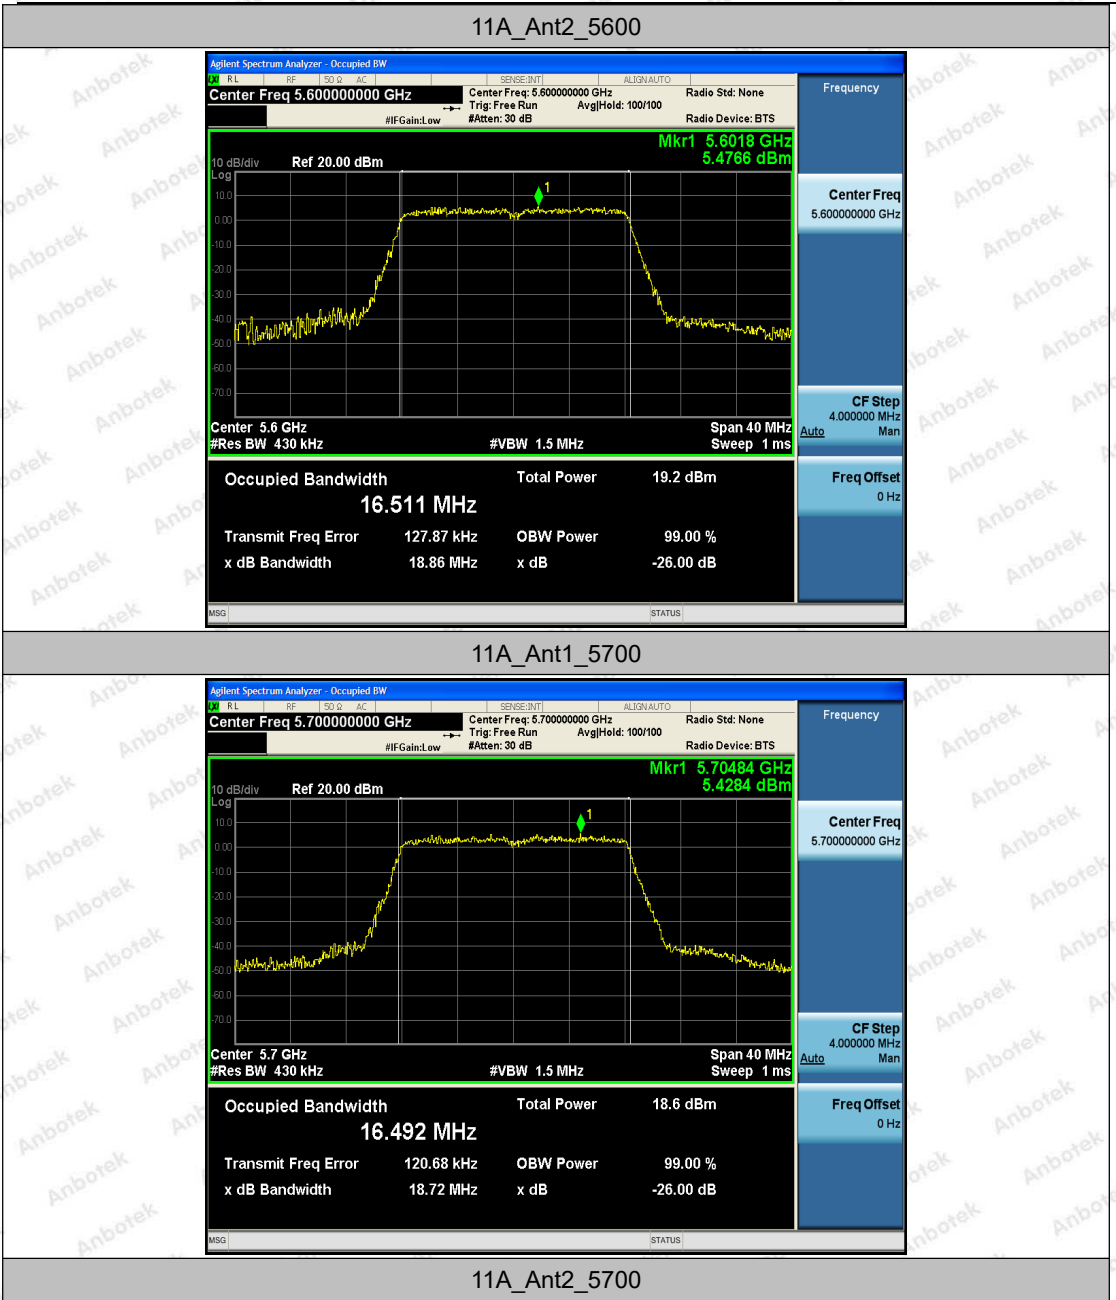 11A_Ant2_5600
Agilent Spectrum Analyzer - Occupied BW
LXI RL RF 50 Ω AC SENSE:INT ALIGNAUTO
Center Freq 5.600000000 GHz
Center Freq: 5.600000000 GHz Radio Std: None
Trig: Free Run Avg|Hold: 100/100
#IFGain:Low #Atten: 30 dB Radio Device: BTS
Mkr1 5.6018 GHz
5.4766 dBm
10 dB/div Ref 20.00 dBm
Log
10.0
0.00
-10.0
-20.0
-30.0
-40.0
-50.0
-60.0
-70.0
1
Center 5.6 GHz Span 40 MHz
#Res BW 430 kHz #VBW 1.5 MHz Sweep 1 ms
Occupied Bandwidth Total Power 19.2 dBm
16.511 MHz
Transmit Freq Error 127.87 kHz OBW Power 99.00 %
x dB Bandwidth 18.86 MHz x dB -26.00 dB
MSG STATUS
Frequency
Center Freq
5.600000000 GHz
CF Step
4.000000 MHz
Auto Man
Freq Offset
0 Hz
11A_Ant1_5700
Agilent Spectrum Analyzer - Occupied BW
LXI RL RF 50 Ω AC SENSE:INT ALIGNAUTO
Center Freq 5.700000000 GHz
Center Freq: 5.700000000 GHz Radio Std: None
Trig: Free Run Avg|Hold: 100/100
#IFGain:Low #Atten: 30 dB Radio Device: BTS
Mkr1 5.70484 GHz
5.4284 dBm
10 dB/div Ref 20.00 dBm
Log
10.0
0.00
-10.0
-20.0
-30.0
-40.0
-50.0
-60.0
-70.0
1
Center 5.7 GHz Span 40 MHz
#Res BW 430 kHz #VBW 1.5 MHz Sweep 1 ms
Occupied Bandwidth Total Power 18.6 dBm
16.492 MHz
Transmit Freq Error 120.68 kHz OBW Power 99.00 %
x dB Bandwidth 18.72 MHz x dB -26.00 dB
MSG STATUS
Frequency
Center Freq
5.700000000 GHz
CF Step
4.000000 MHz
Auto Man
Freq Offset
0 Hz
11A_Ant2_5700
Anbotek